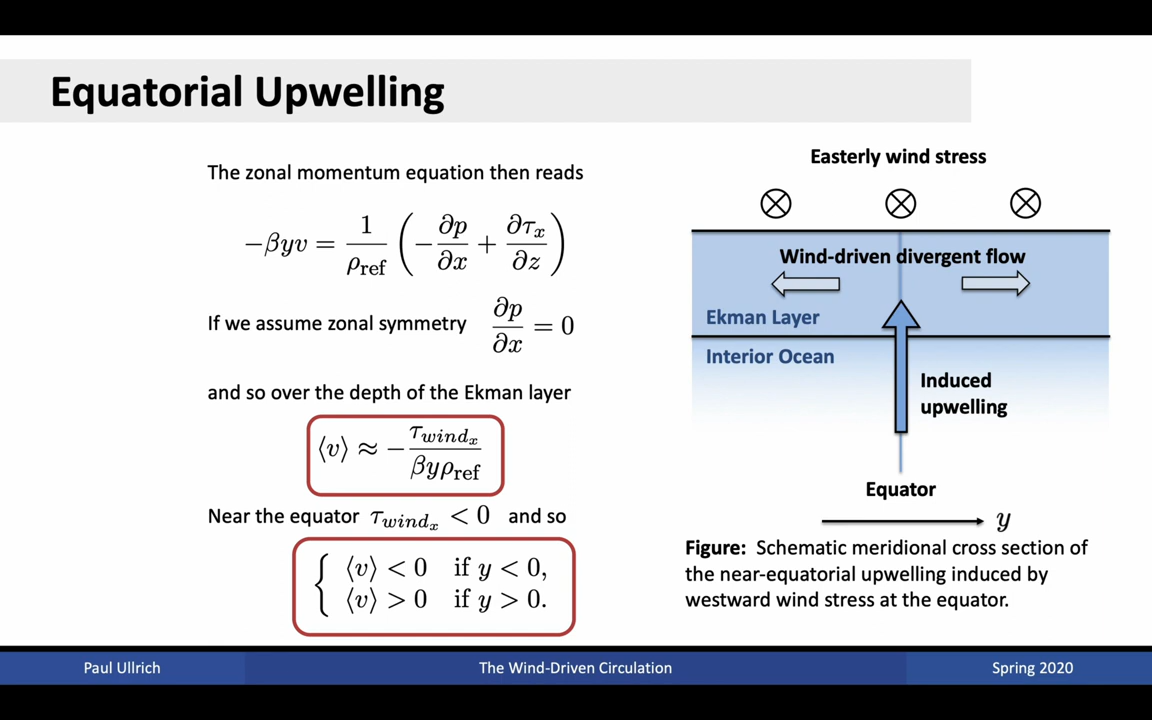 Equatorial Upwelling
The zonal momentum equation then reads
−βyv = 1/ρ_ref ( −∂p/∂x + ∂τ_x/∂z )
If we assume zonal symmetry ∂p/∂x = 0
and so over the depth of the Ekman layer
⟨v⟩ ≈ − τ_{wind_x}/(βyρ_ref)
Near the equator τ_{wind_x} < 0 and so
{ ⟨v⟩ < 0 if y < 0,
⟨v⟩ > 0 if y > 0.
Easterly wind stress
Wind-driven divergent flow
Ekman Layer
Interior Ocean
Induced
upwelling
Equator
y
Figure: Schematic meridional cross section of
the near-equatorial upwelling induced by
westward wind stress at the equator.
Paul Ullrich
The Wind-Driven Circulation
Spring 2020